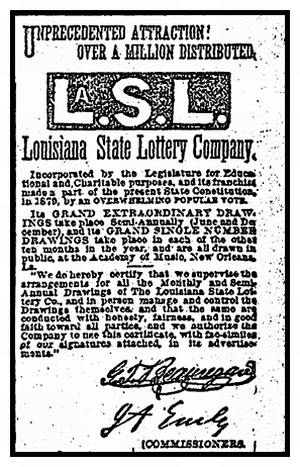 UNPRECEDENTED ATTRACTION!
OVER A MILLION DISTRIBUTED
LA.S.L.
Louisiana State Lottery Company.
Incorporated by the Legislature for Educa-
tional and Charitable purposes, and its franchise
made a part of the present State Constitution,
in 1879, by an OVERWHELMING POPULAR VOTE.
Its GRAND EXTRAORDINARY DRAW-
INGS take place Semi-Annually (June and De-
cember), and its GRAND SINGLE NUMBER
DRAWINGS take place in each of the other
ten months in the year, and are all drawn in
public, at the Academy of Music, New Orleans,
La.
"We do hereby certify that we supervise the
arrangements for all the Monthly and Semi-
Annual Drawings of The Louisiana State Lot-
tery Co., and in person manage and control the
Drawings themselves, and that the same are
conducted with honesty, fairness, and in good
faith toward all parties, and we authorize the
Company to use this certificate, with fac-similes
of our signatures attached, in its advertise-
ments."
G.T. Beauregard
J A Early
COMMISSIONERS.